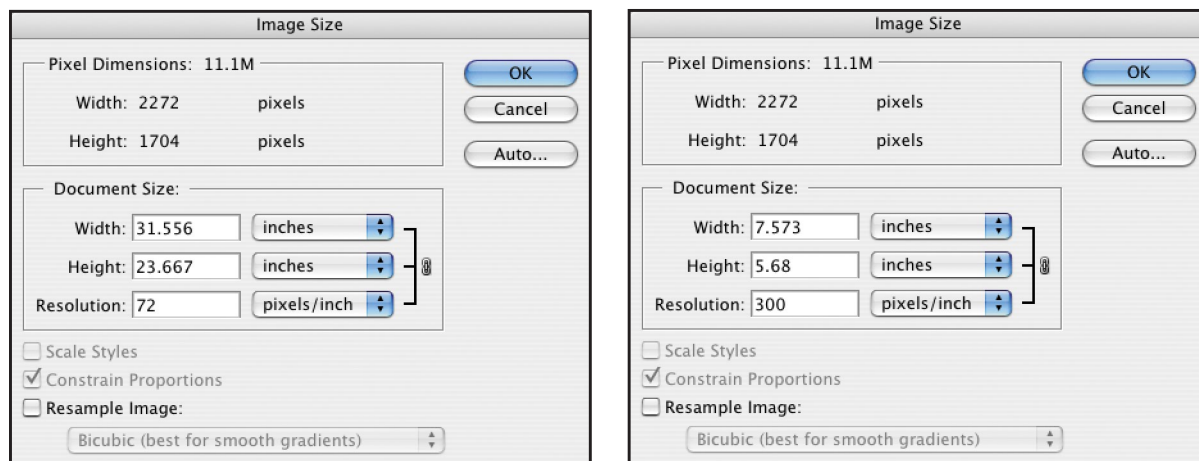 Image Size
Pixel Dimensions: 11.1M
OK
Width: 2272 pixels
Cancel
Height: 1704 pixels
Auto...
Document Size:
Width: 31.556 inches
Height: 23.667 inches
Resolution: 72 pixels/inch
Scale Styles
Constrain Proportions
Resample Image:
Bicubic (best for smooth gradients)
Image Size
Pixel Dimensions: 11.1M
OK
Width: 2272 pixels
Cancel
Height: 1704 pixels
Auto...
Document Size:
Width: 7.573 inches
Height: 5.68 inches
Resolution: 300 pixels/inch
Scale Styles
Constrain Proportions
Resample Image:
Bicubic (best for smooth gradients)